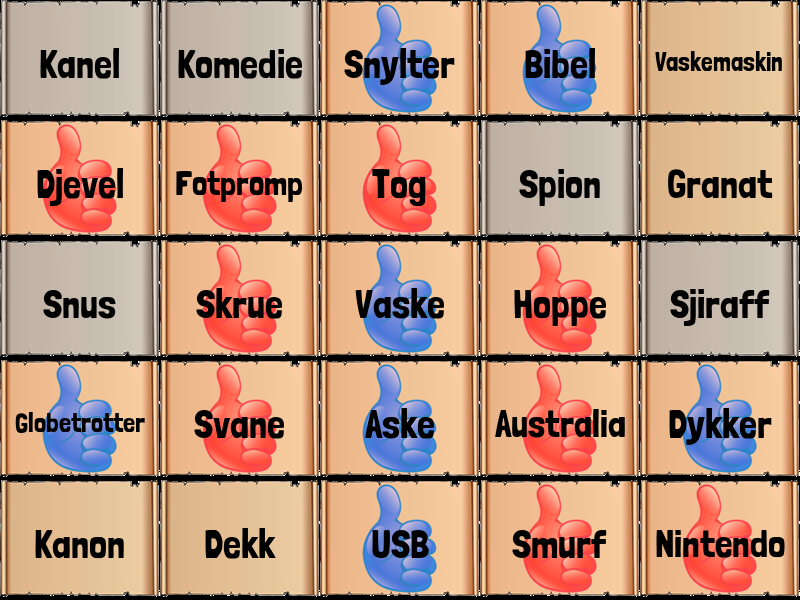 Kanel Komedie Snylter Bibel Vaskemaskin
Djevel Fotpromp Tog Spion Granat
Snus Skrue Vaske Hoppe Sjiraff
Globetrotter Svane Aske Australia Dykker
Kanon Dekk USB Smurf Nintendo